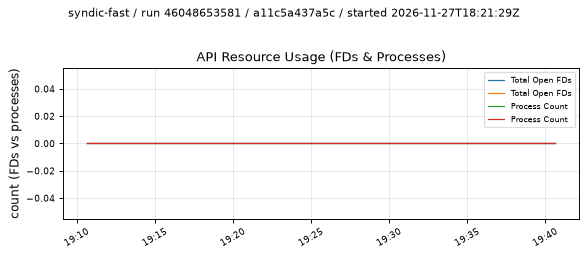 syndic-fast / run 46048653581 / a11c5a437a5c / started 2026-11-27T18:21:29Z
API Resource Usage (FDs & Processes)
count (FDs vs processes)
0.04
0.02
0.00
−0.02
−0.04
Total Open FDs
Total Open FDs
Process Count
Process Count
19:10
19:15
19:20
19:25
19:30
19:35
19:40